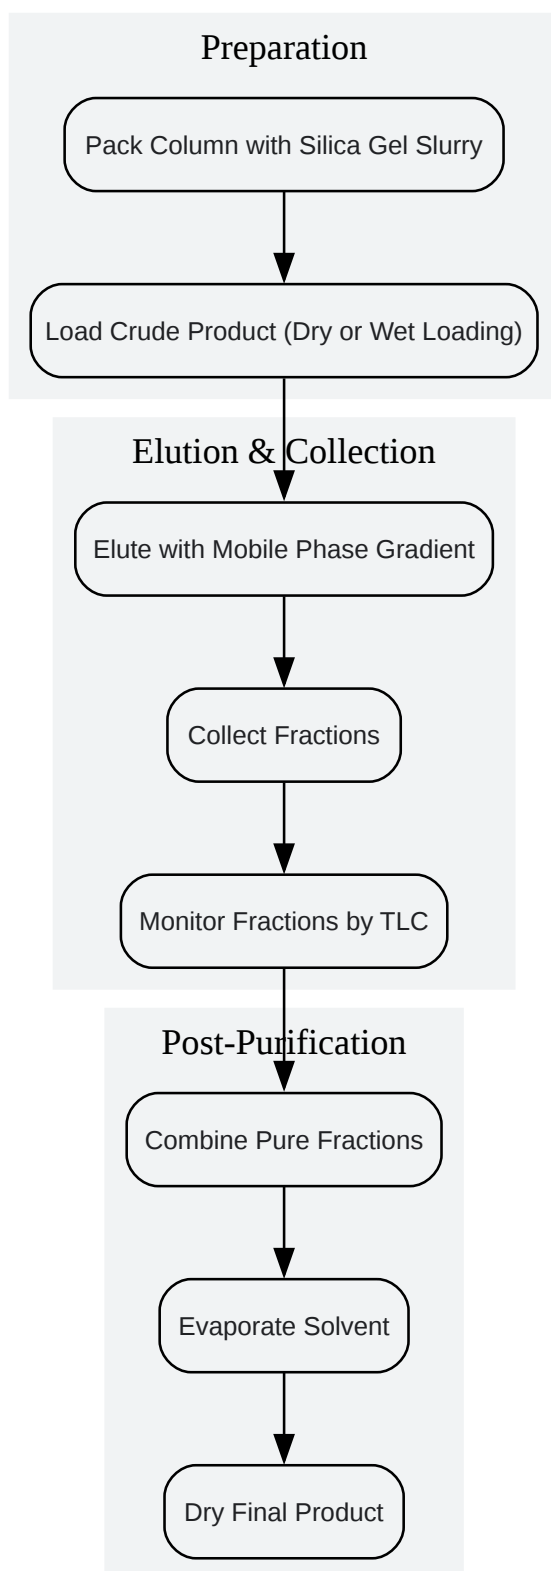 Preparation
Pack Column with Silica Gel Slurry
Load Crude Product (Dry or Wet Loading)
Elution & Collection
Elute with Mobile Phase Gradient
Collect Fractions
Monitor Fractions by TLC
Post-Purification
Combine Pure Fractions
Evaporate Solvent
Dry Final Product